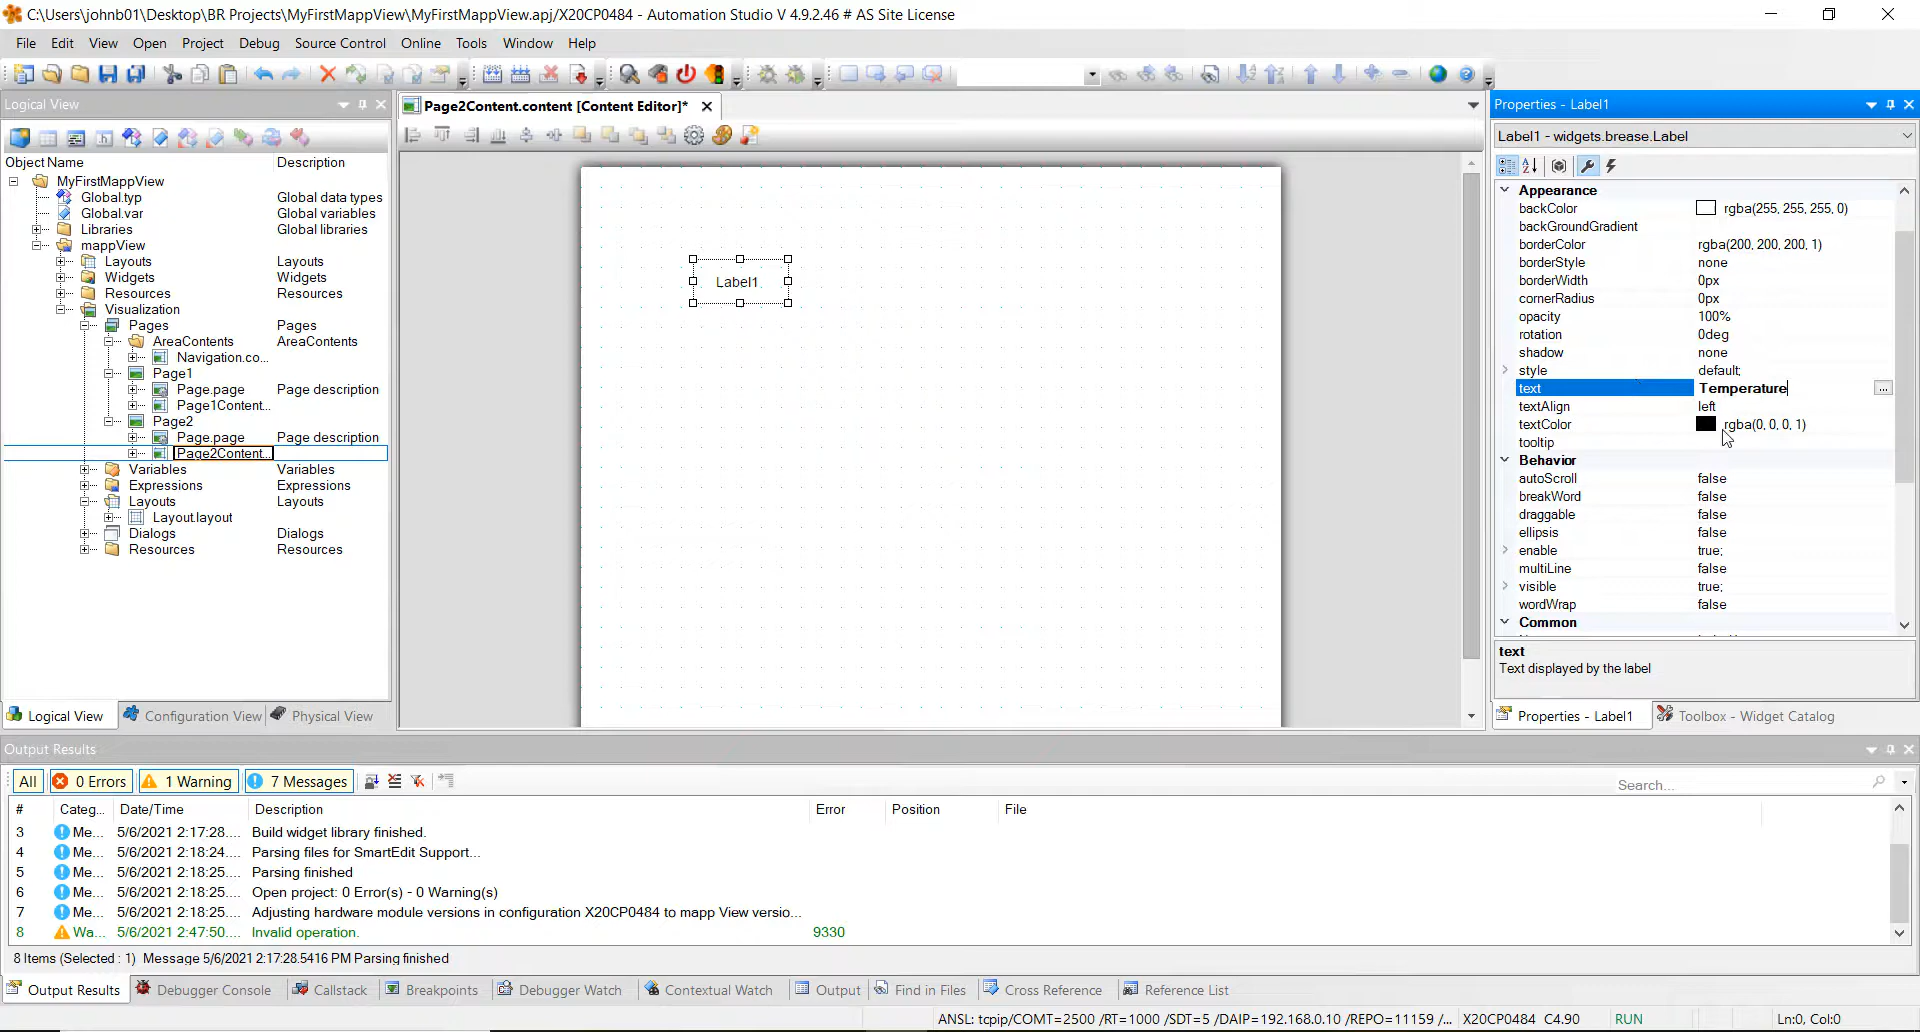 C:\Users\johnb01\Desktop\BR Projects\MyFirstMappView\MyFirstMappView.apj/X20CP0484 - Automation Studio V 4.9.2.46 # AS Site License
File Edit View Open Project Debug Source Control Online Tools Window Help
Logical View
Page2Content.content [Content Editor]*
Properties - Label1
Label1 - widgets.brease.Label
Object Name Description
MyFirstMappView
Global.typ Global data types
Global.var Global variables
Libraries Global libraries
mappView
Layouts Layouts
Widgets Widgets
Resources Resources
Visualization
Pages Pages
AreaContents AreaContents
Navigation.co...
Page1
Page.page Page description
Page1Content...
Page2
Page.page Page description
Page2Content...
Variables Variables
Expressions Expressions
Layouts Layouts
Layout.layout
Dialogs Dialogs
Resources Resources
Logical View Configuration View Physical View
Label1
Appearance
backColor rgba(255, 255, 255, 0)
backGroundGradient
borderColor rgba(200, 200, 200, 1)
borderStyle none
borderWidth 0px
cornerRadius 0px
opacity 100%
rotation 0deg
shadow none
style default;
text Temperature ...
textAlign left
textColor rgba(0, 0, 0, 1)
tooltip
Behavior
autoScroll false
breakWord false
draggable false
ellipsis false
enable true;
multiLine false
visible true;
wordWrap false
Common
text
Text displayed by the label
Properties - Label1 Toolbox - Widget Catalog
Output Results
All 0 Errors 1 Warning 7 Messages Search...
# Categ... Date/Time Description Error Position File
3 Me... 5/6/2021 2:17:28.... Build widget library finished.
4 Me... 5/6/2021 2:18:24.... Parsing files for SmartEdit Support...
5 Me... 5/6/2021 2:18:25.... Parsing finished
6 Me... 5/6/2021 2:18:25.... Open project: 0 Error(s) - 0 Warning(s)
7 Me... 5/6/2021 2:18:25.... Adjusting hardware module versions in configuration X20CP0484 to mapp View versio...
8 Wa... 5/6/2021 2:47:50.... Invalid operation. 9330
8 Items (Selected : 1) Message 5/6/2021 2:17:28.5416 PM Parsing finished
Output Results Debugger Console Callstack Breakpoints Debugger Watch Contextual Watch Output Find in Files Cross Reference Reference List
ANSL: tcpip/COMT=2500 /RT=1000 /SDT=5 /DAIP=192.168.0.10 /REPO=11159 /... X20CP0484 C4.90 RUN Ln:0, Col:0